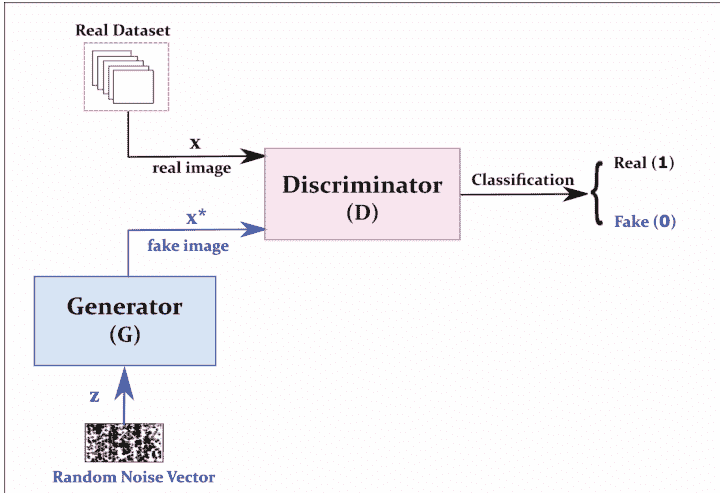 Real Dataset
x
real image
Discriminator
(D)
Classification
Real (1)
Fake (0)
x*
fake image
Generator
(G)
z
Random Noise Vector